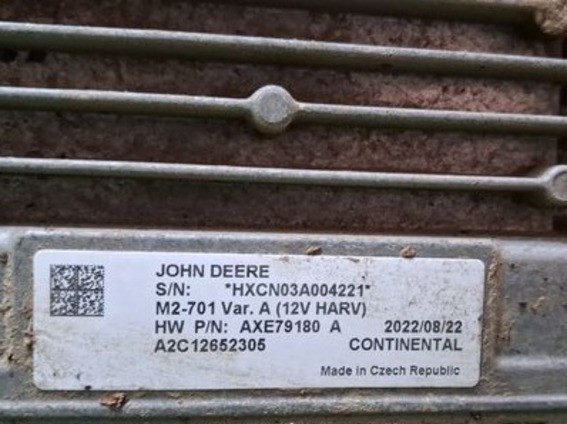 JOHN DEERE
S/N: *HXCN03A004221*
M2-701 Var. A (12V HARV)
HW P/N: AXE79180 A 2022/08/22
A2C12652305 CONTINENTAL
Made in Czech Republic